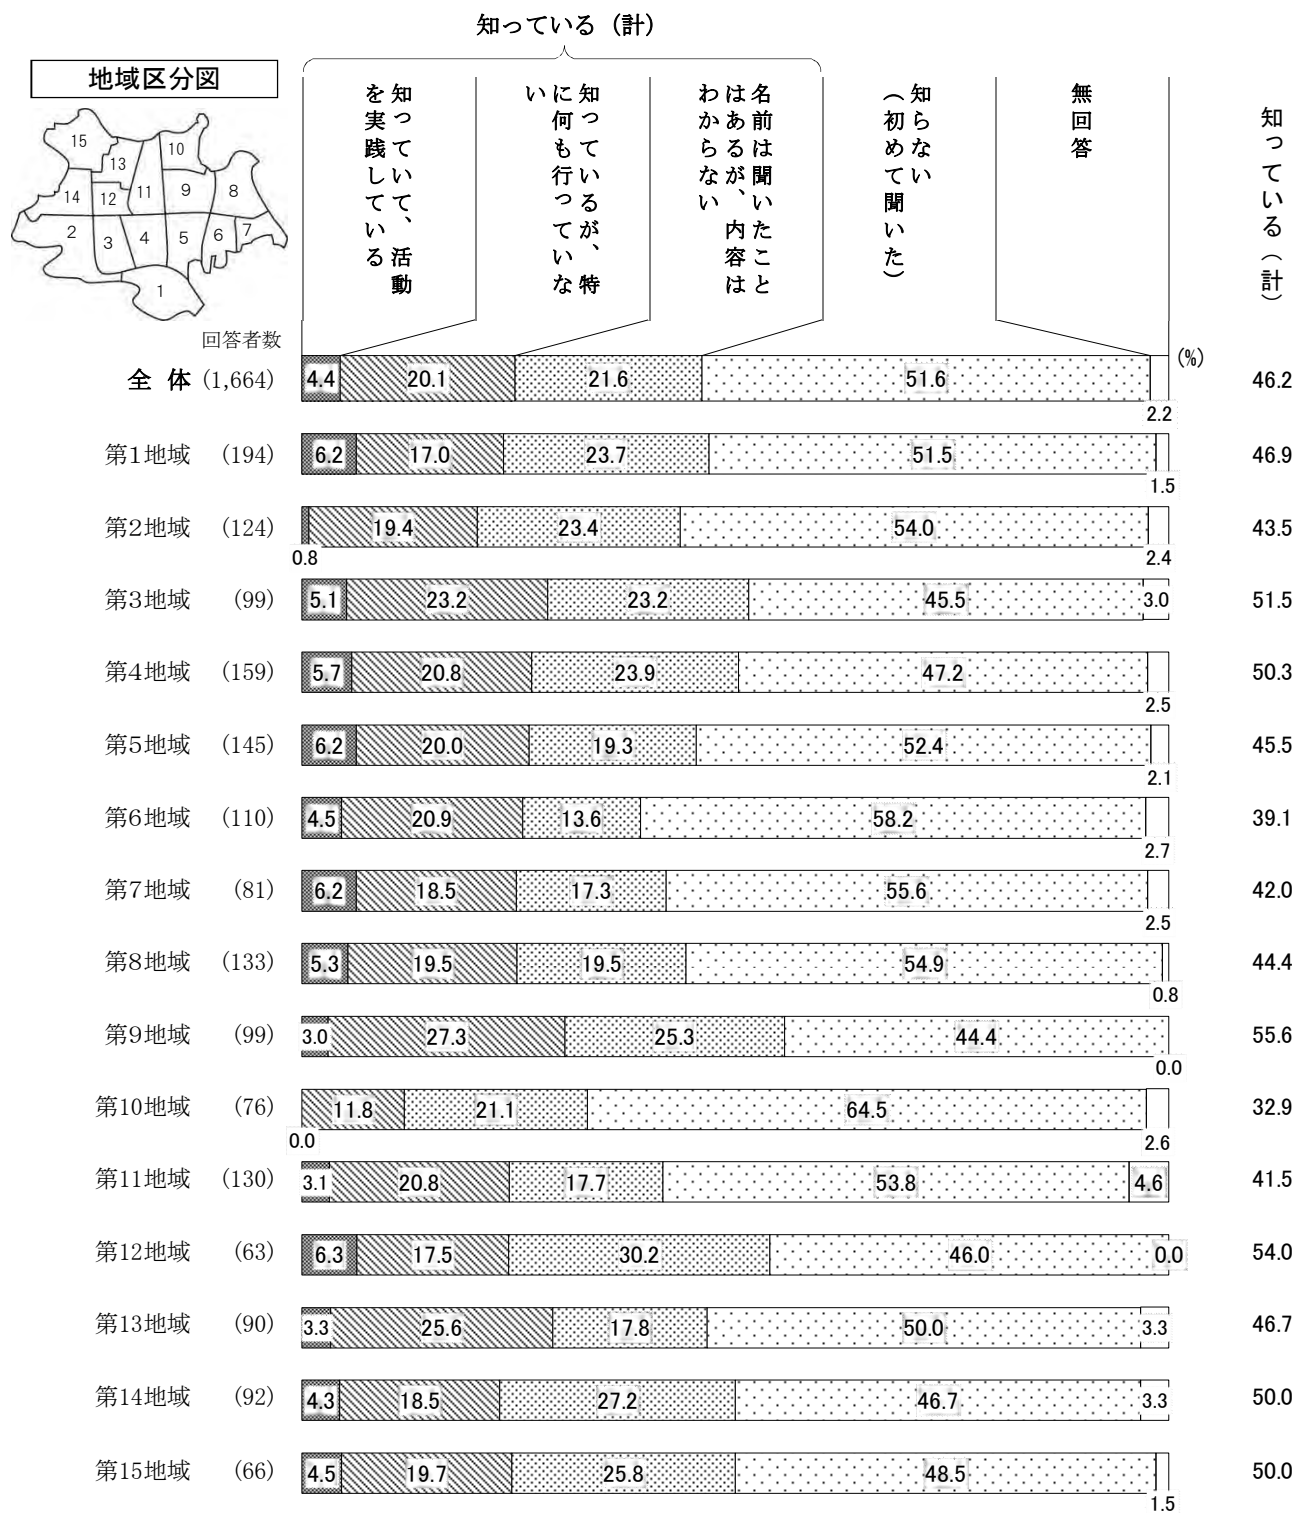 知っている（計）
地域区分図
15
10
13
14
12
11
9
8
2
3
4
5
6
7
1
知っていて、活動
を実践している
知っているが、特
に何も行っていな
い
名前は聞いたこと
はあるが、内容は
わからない
知らない
（初めて聞いた）
無回答
知っている（計）
回答者数
(%)
全 体 (1,664) 4.4 20.1 21.6 51.6 2.2 46.2
第1地域 (194) 6.2 17.0 23.7 51.5 1.5 46.9
第2地域 (124) 0.8 19.4 23.4 54.0 2.4 43.5
第3地域 (99) 5.1 23.2 23.2 45.5 3.0 51.5
第4地域 (159) 5.7 20.8 23.9 47.2 2.5 50.3
第5地域 (145) 6.2 20.0 19.3 52.4 2.1 45.5
第6地域 (110) 4.5 20.9 13.6 58.2 2.7 39.1
第7地域 (81) 6.2 18.5 17.3 55.6 2.5 42.0
第8地域 (133) 5.3 19.5 19.5 54.9 0.8 44.4
第9地域 (99) 3.0 27.3 25.3 44.4 0.0 55.6
第10地域 (76) 0.0 11.8 21.1 64.5 2.6 32.9
第11地域 (130) 3.1 20.8 17.7 53.8 4.6 41.5
第12地域 (63) 6.3 17.5 30.2 46.0 0.0 54.0
第13地域 (90) 3.3 25.6 17.8 50.0 3.3 46.7
第14地域 (92) 4.3 18.5 27.2 46.7 3.3 50.0
第15地域 (66) 4.5 19.7 25.8 48.5 1.5 50.0